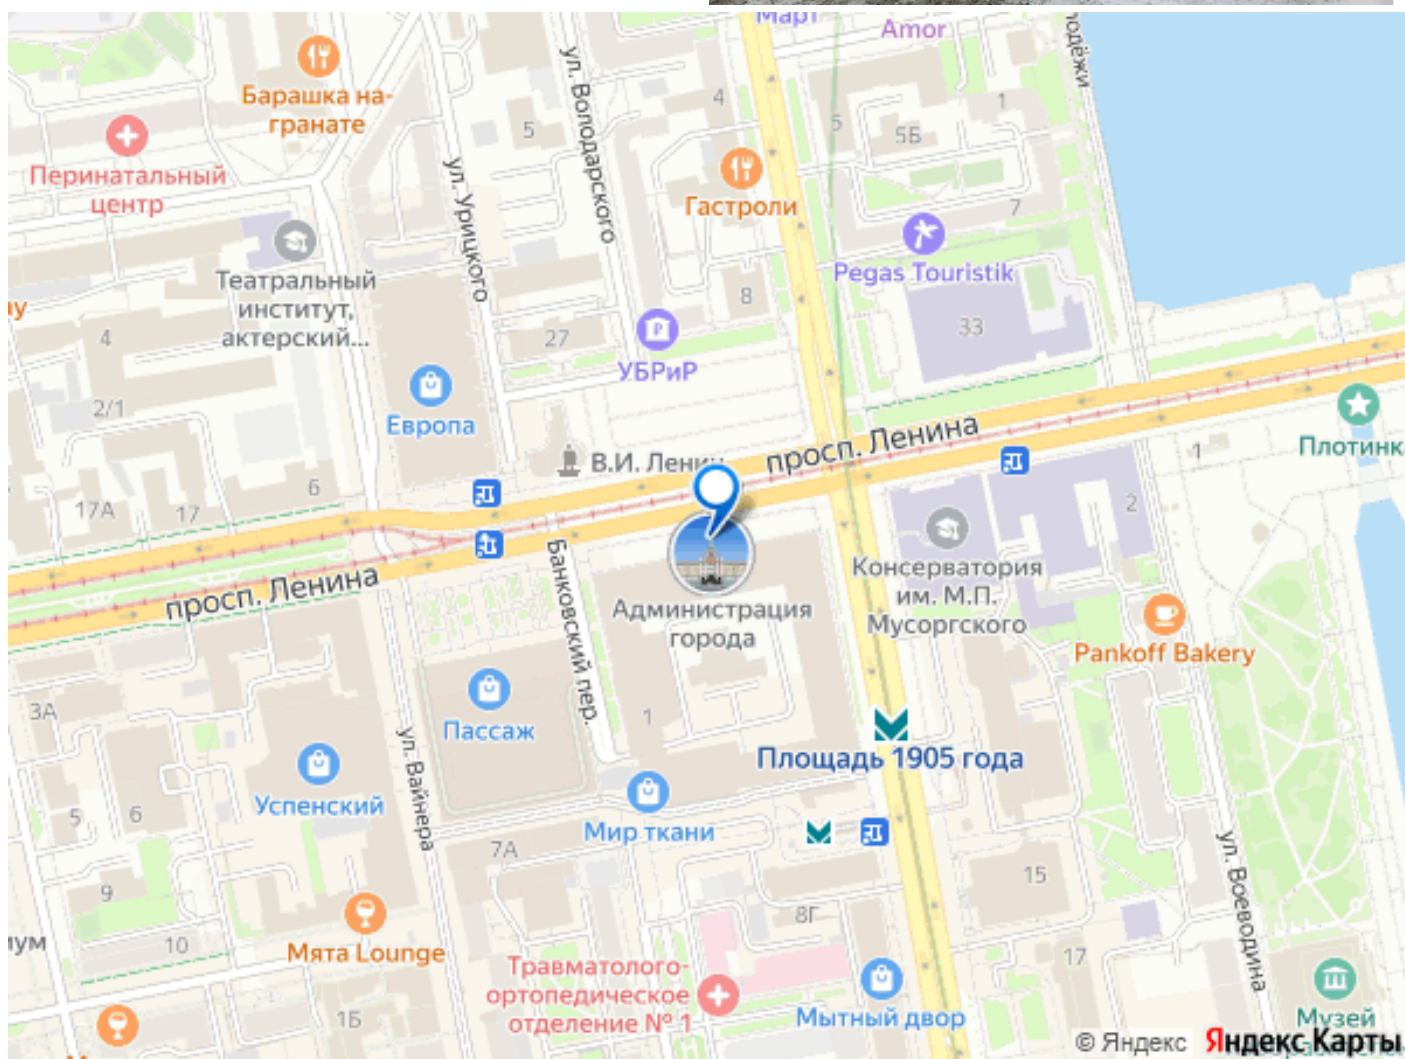 Март
Amor
Барашка на-
гранате
ул. Володарского
4
1
5
5
5Б
Перинатальный
центр
ул. Урицкого
Гастроли
7
Театральный
институт,
актерский...
Pegas Touristik
8
33
4
27
УБРиР
2/1
Европа
просп. Ленина
Плотинк
В.И. Ленин
1
6
17А
17
2
просп. Ленина
Банковский пер.
Администрация
города
Консерватория
им. М.П.
Мусоргского
Pankoff Bakery
3А
Пассаж
1
ул. Вайнера
Площадь 1905 года
Успенский
5
6
Мир ткани
7А
ул. Воеводина
9
15
8Г
10
Мята Lounge
17
Травматолого-
ортопедическое
отделение № 1
1Б
Мытный двор
Музей
© Яндекс
Яндекс Карты